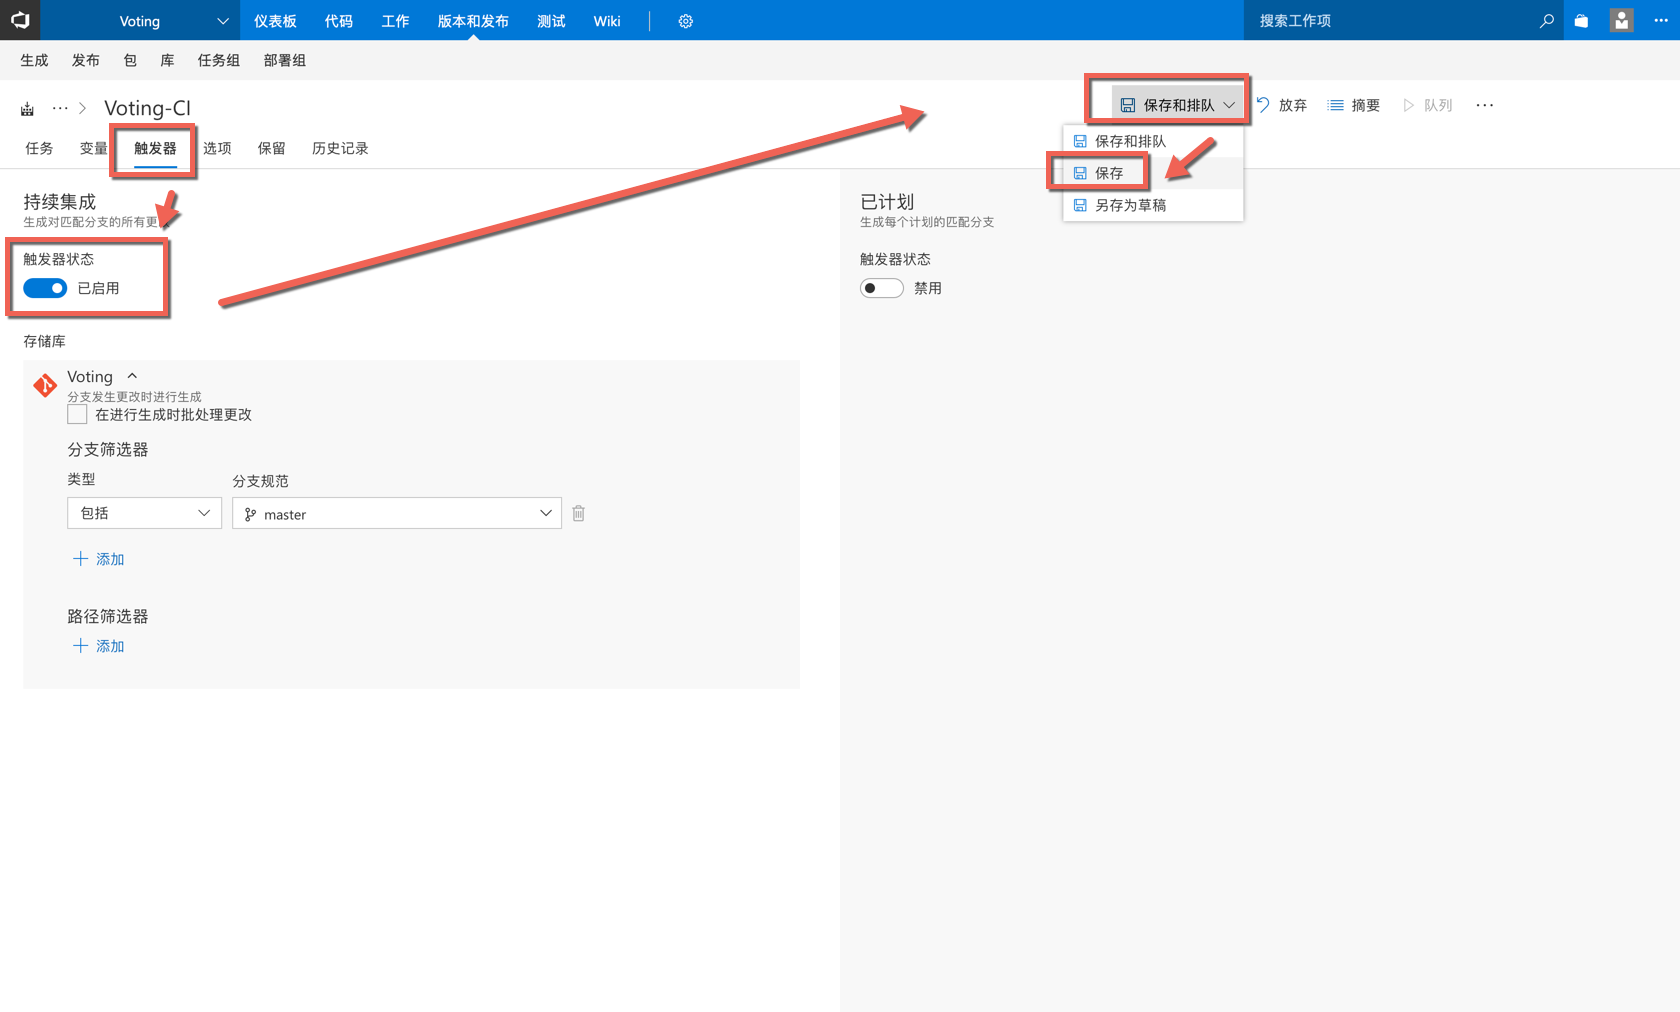 Voting 仪表板 代码 工作 版本和发布 测试 Wiki 搜索工作项
生成 发布 包 库 任务组 部署组
Voting-CI 保存和排队 放弃 摘要 队列
任务 变量 触发器 选项 保留 历史记录
保存和排队
保存
另存为草稿
持续集成
生成对匹配分支的所有更
触发器状态
已启用
已计划
生成每个计划的匹配分支
触发器状态
禁用
存储库
Voting
分支发生更改时进行生成
在进行生成时批处理更改
分支筛选器
类型 分支规范
包括 master
添加
路径筛选器
添加